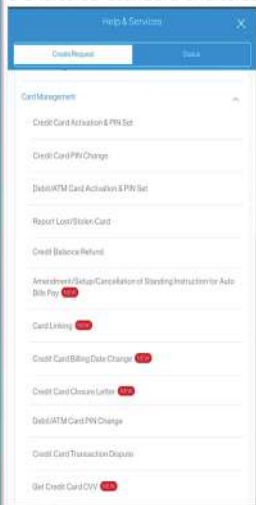 Help & Services
Create Request
Status
Card Management
Credit Card Activation & PIN Set
Credit Card PIN Change
Debit/ATM Card Activation & PIN Set
Report Lost/Stolen Card
Credit Balance Refund
Amendment/Setup/Cancellation of Standing Instruction for Auto
Bills Pay NEW
Card Linking NEW
Credit Card Billing Date Change NEW
Credit Card Closure Letter NEW
Debit/ATM Card PIN Change
Credit Card Transaction Dispute
Get Credit Card CVV NEW